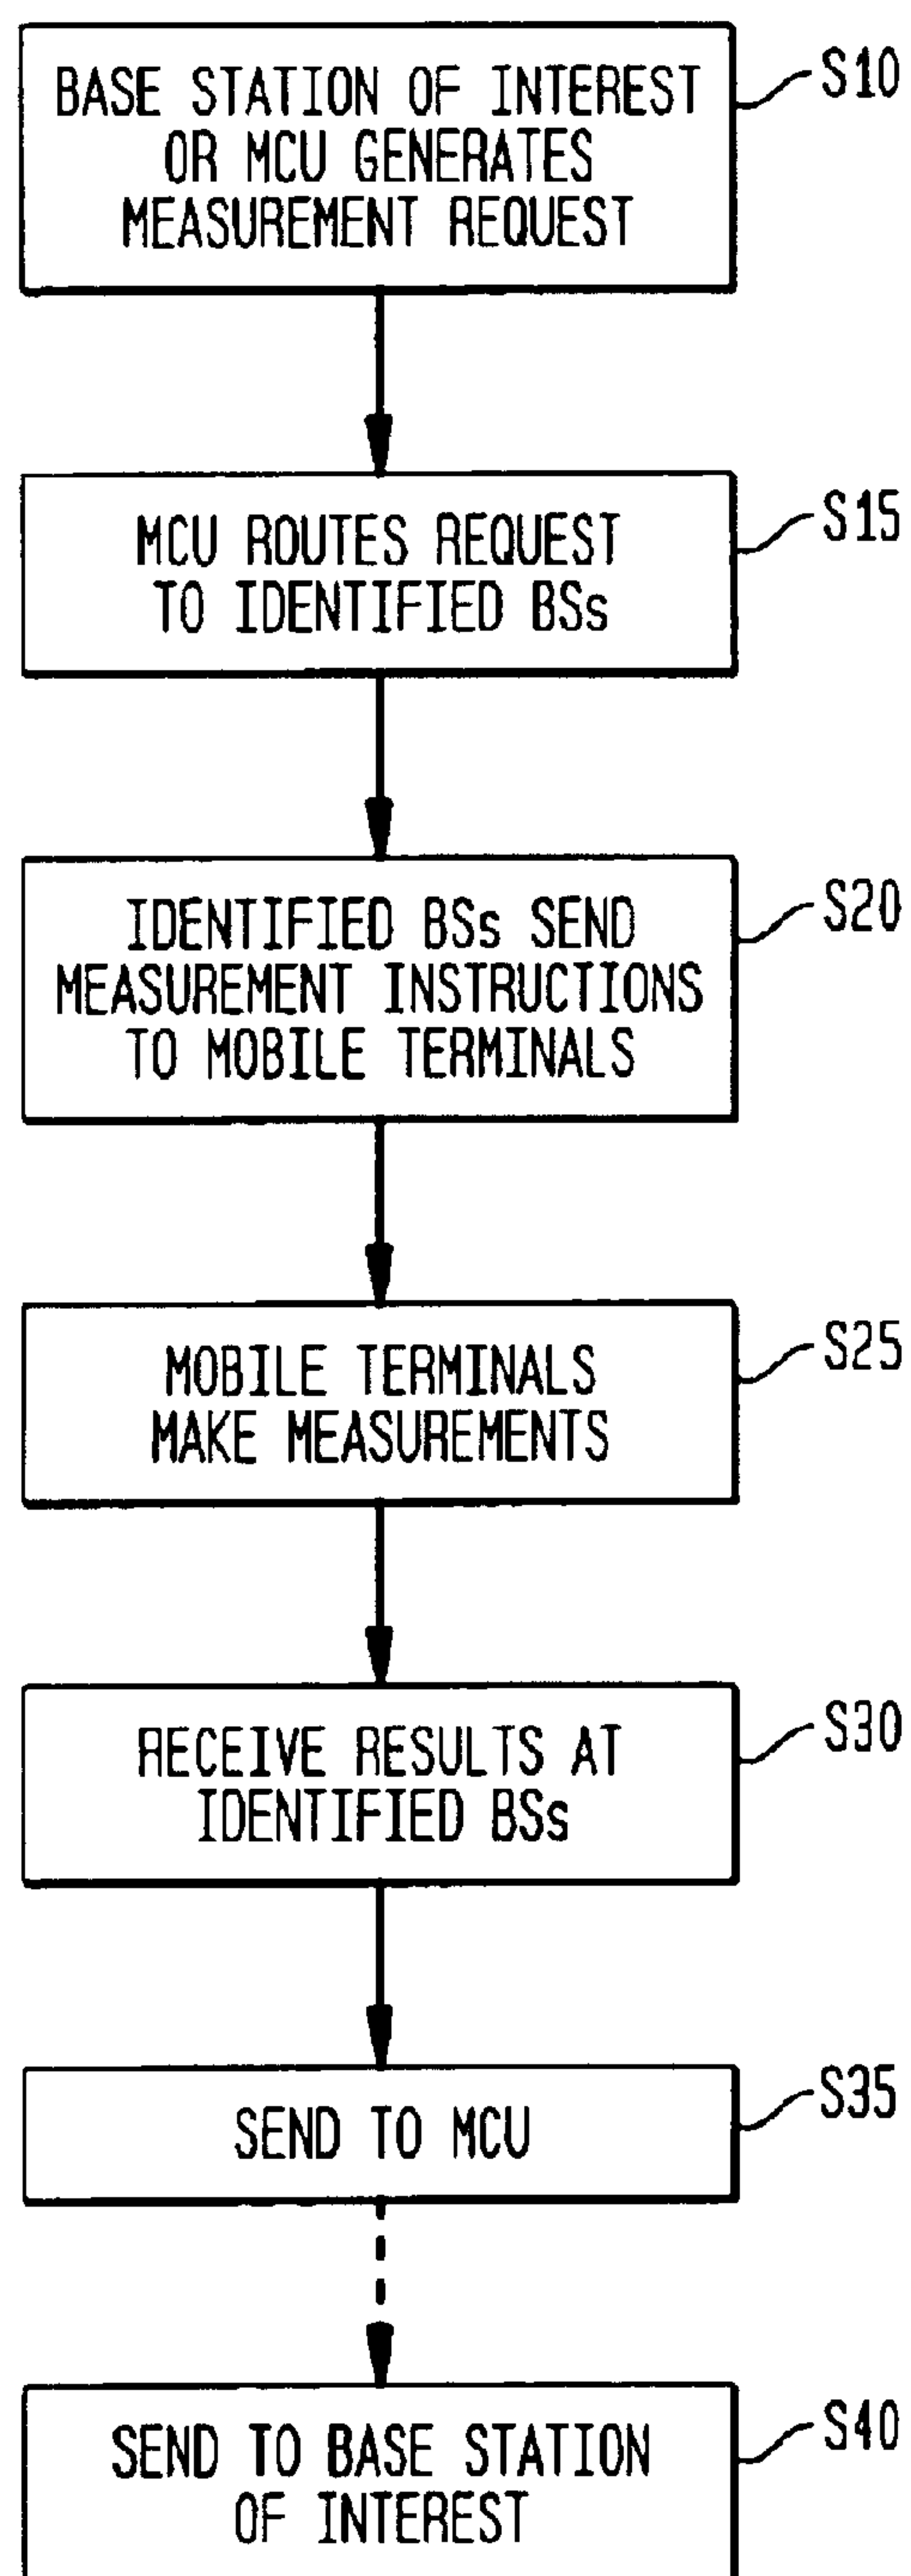 BASE STATION OF INTEREST
OR MCU GENERATES
MEASUREMENT REQUEST
S10
MCU ROUTES REQUEST
TO IDENTIFIED BSs
S15
IDENTIFIED BSs SEND
MEASUREMENT INSTRUCTIONS
TO MOBILE TERMINALS
S20
MOBILE TERMINALS
MAKE MEASUREMENTS
S25
RECEIVE RESULTS AT
IDENTIFIED BSs
S30
SEND TO MCU
S35
SEND TO BASE STATION
OF INTEREST
S40